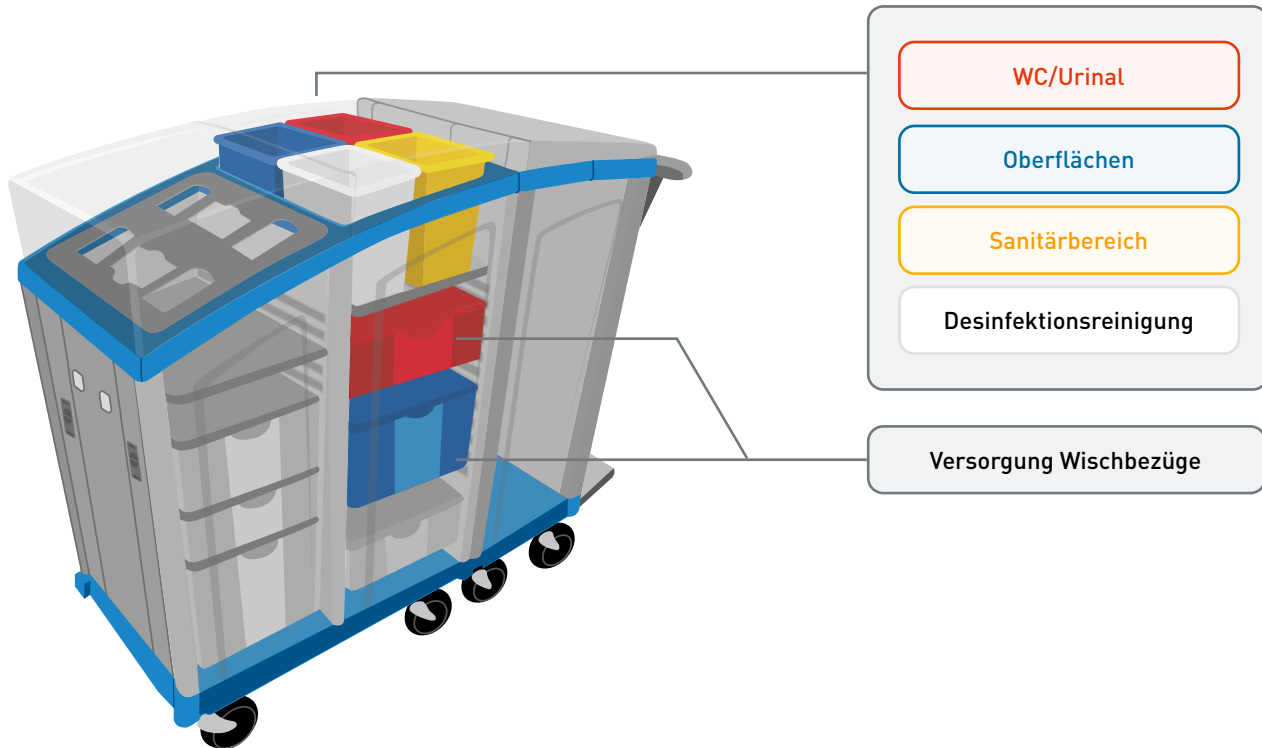 WC/Urinal
Oberflächen
Sanitärbereich
Desinfektionsreinigung
Versorgung Wischbezüge